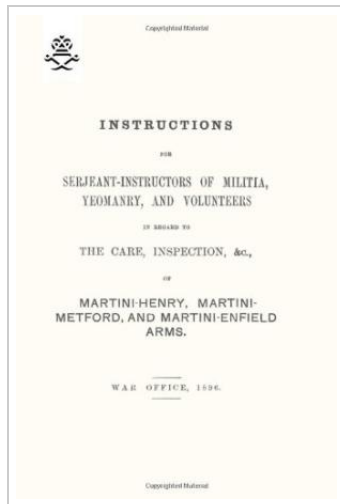 Copyrighted Material
INSTRUCTIONS
FOR
SERJEANT-INSTRUCTORS OF MILITIA,
YEOMANRY, AND VOLUNTEERS
IN REGARD TO
THE CARE, INSPECTION, &c.,
OF
MARTINI-HENRY, MARTINI-
METFORD, AND MARTINI-ENFIELD
ARMS.
WAR OFFICE, 1896.
Copyrighted Material